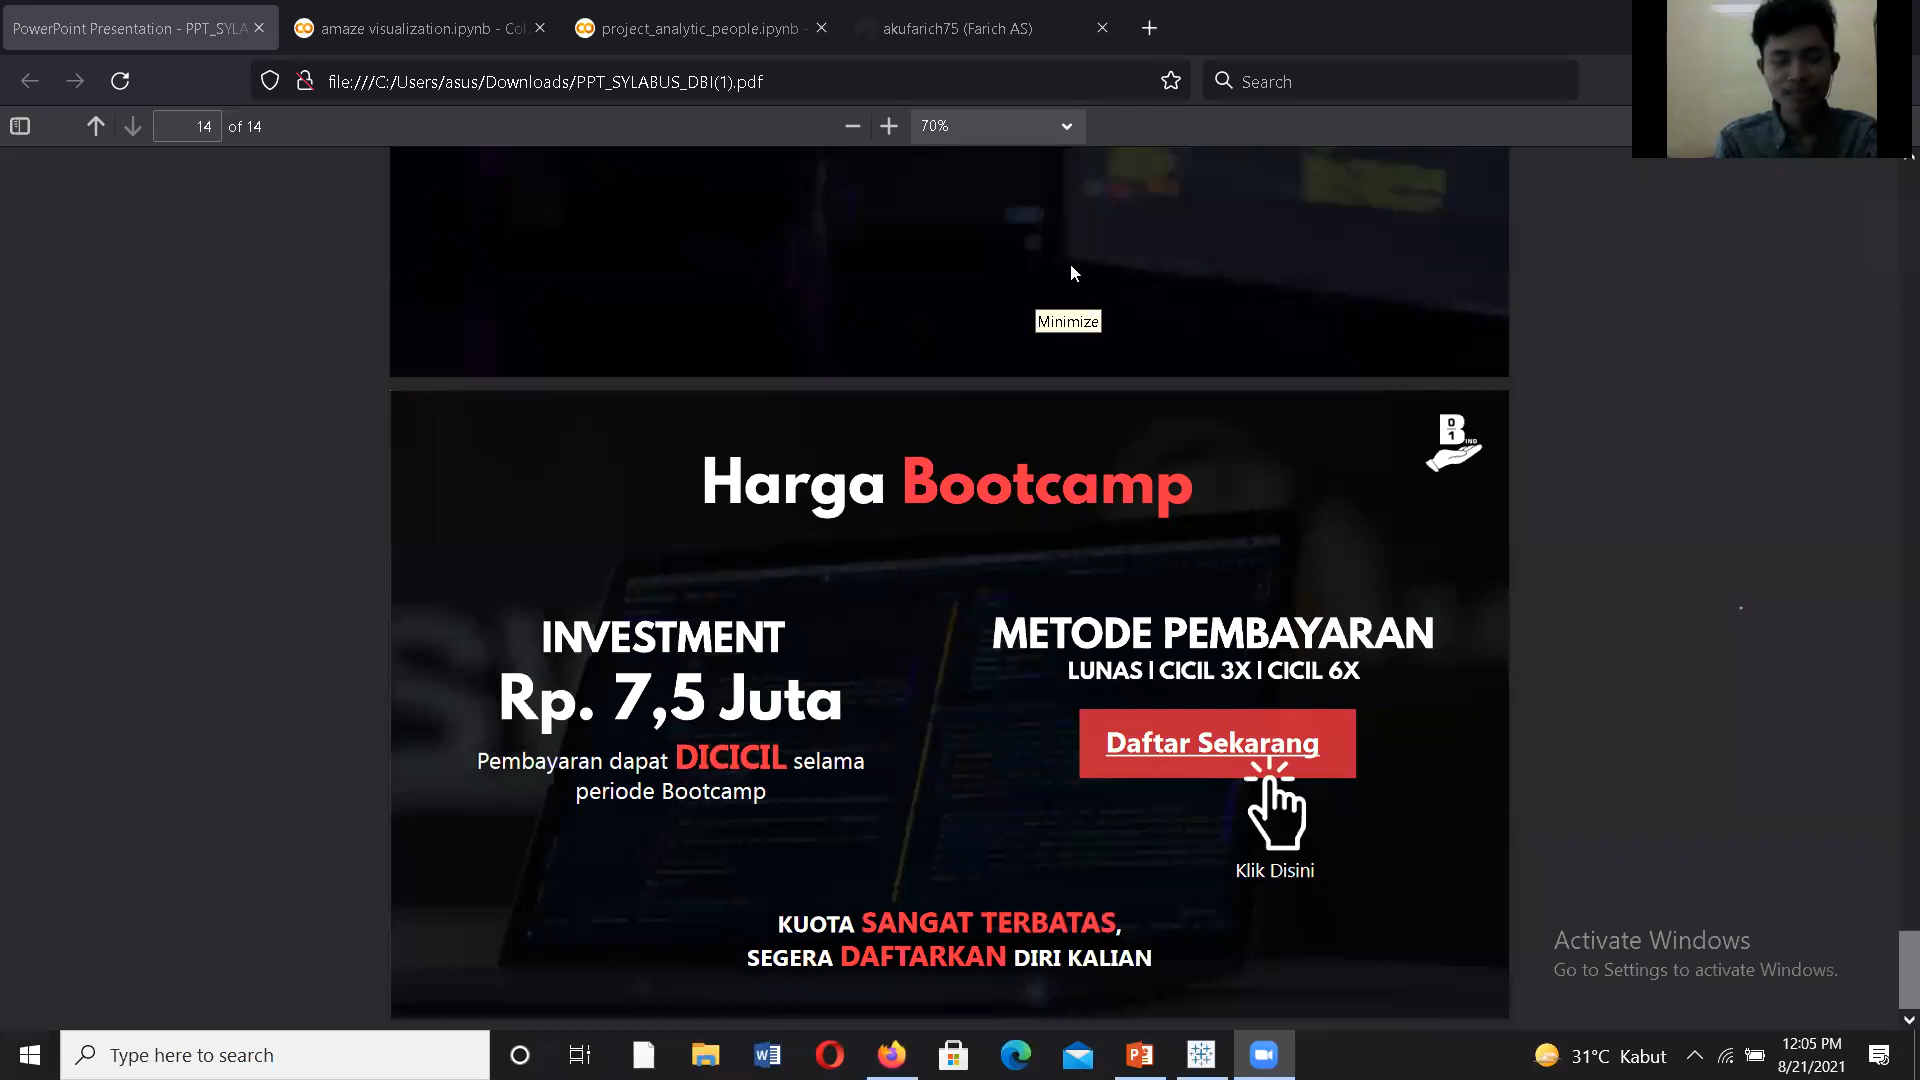 PowerPoint Presentation - PPT_SYLA
amaze visualization.ipynb - Col
project_analytic_people.ipynb -
akufarich75 (Farich AS)
file:///C:/Users/asus/Downloads/PPT_SYLABUS_DBI(1).pdf
Search
14 of 14
70%
Minimize
B 0 1 IND
Harga Bootcamp
INVESTMENT
Rp. 7,5 Juta
Pembayaran dapat DICICIL selama
periode Bootcamp
METODE PEMBAYARAN
LUNAS | CICIL 3X | CICIL 6X
Daftar Sekarang
Klik Disini
KUOTA SANGAT TERBATAS,
SEGERA DAFTARKAN DIRI KALIAN
Activate Windows
Go to Settings to activate Windows.
Type here to search
31°C Kabut
12:05 PM
8/21/2021